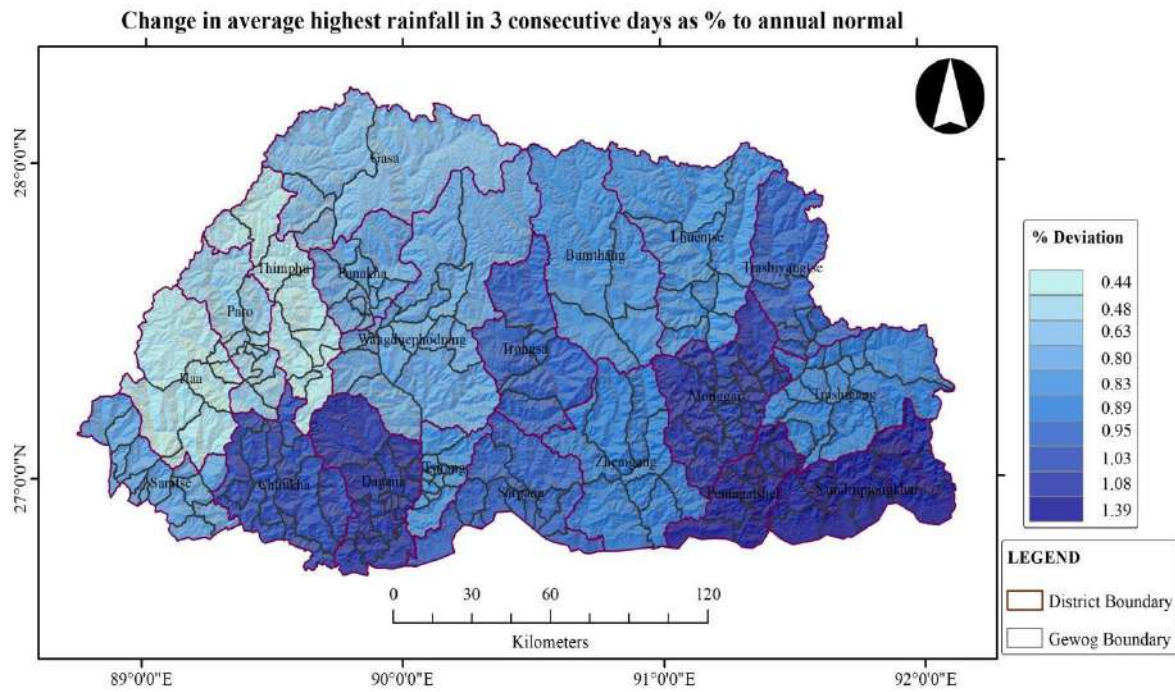 Change in average highest rainfall in 3 consecutive days as % to annual normal
28°0'0"N
27°0'0"N
Gasa
Thimphu
Punakha
Paro
Wangduephodrang
Haa
Bumthang
Lhuentse
Trashiyangtse
Trongsa
Monggar
Trashigang
Samtse
Chhukha
Dagana
Tsirang
Sarpang
Zhemgang
Pemagatshel
Samdrupjongkhar
0 30 60 120
Kilometers
89°0'0"E 90°0'0"E 91°0'0"E 92°0'0"E
% Deviation
0.44
0.48
0.63
0.80
0.83
0.89
0.95
1.03
1.08
1.39
LEGEND
District Boundary
Gewog Boundary